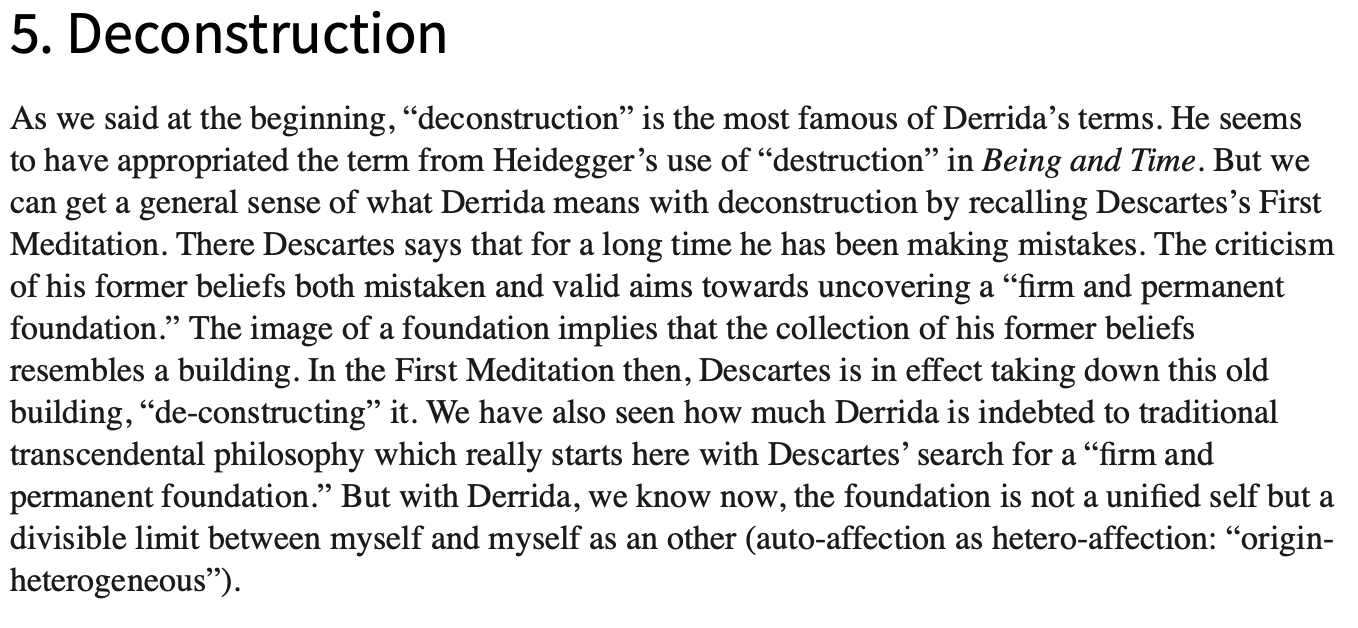 5. Deconstruction
As we said at the beginning, “deconstruction” is the most famous of Derrida’s terms. He seems
to have appropriated the term from Heidegger’s use of “destruction” in Being and Time. But we
can get a general sense of what Derrida means with deconstruction by recalling Descartes’s First
Meditation. There Descartes says that for a long time he has been making mistakes. The criticism
of his former beliefs both mistaken and valid aims towards uncovering a “firm and permanent
foundation.” The image of a foundation implies that the collection of his former beliefs
resembles a building. In the First Meditation then, Descartes is in effect taking down this old
building, “de-constructing” it. We have also seen how much Derrida is indebted to traditional
transcendental philosophy which really starts here with Descartes’ search for a “firm and
permanent foundation.” But with Derrida, we know now, the foundation is not a unified self but a
divisible limit between myself and myself as an other (auto-affection as hetero-affection: “origin-
heterogeneous”).